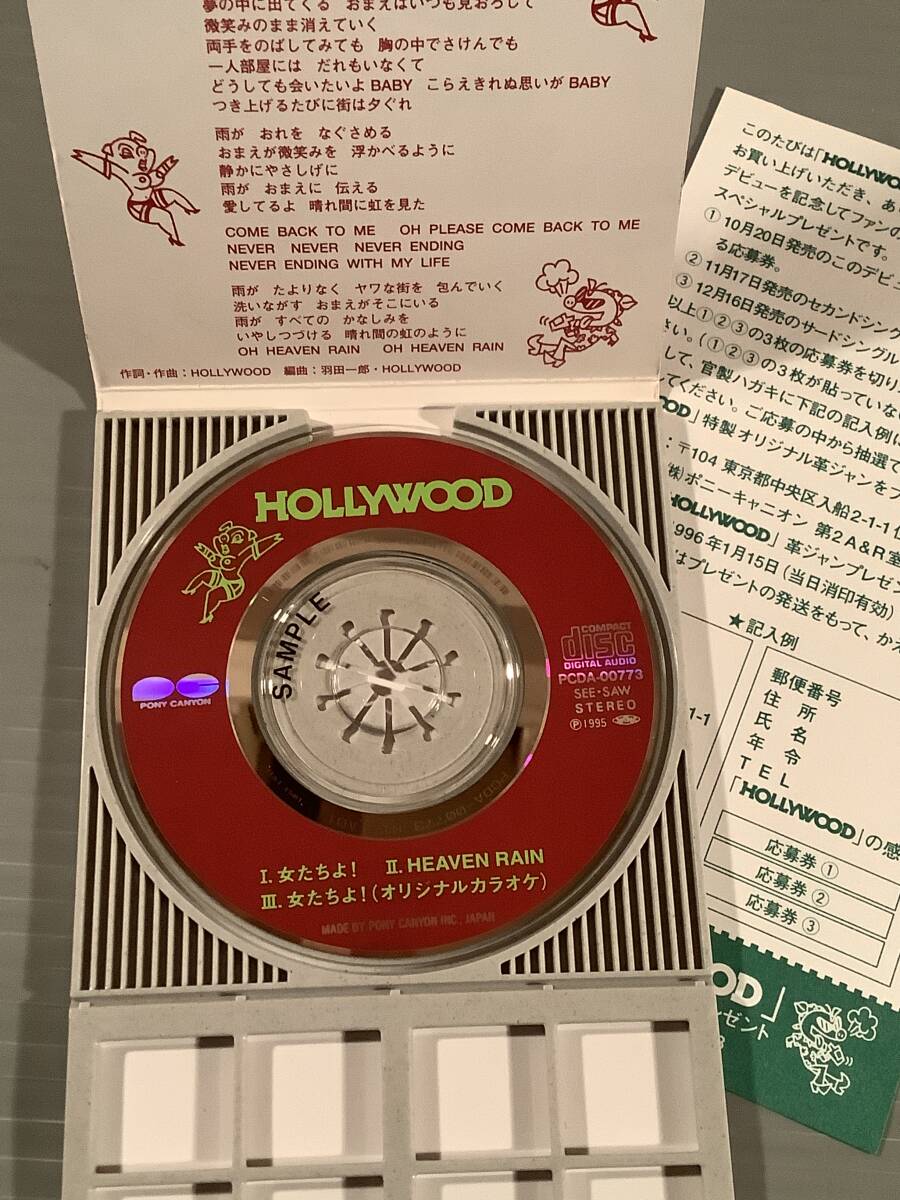 夢の中に出てくる おまえはいつも見おろして
微笑みのまま消えていく
両手をのばしてみても 胸の中でさけんでも
一人部屋には だれもいなくて
どうしても会いたいよBABY こらえきれぬ思いがBABY
つき上げるたびに街は夕ぐれ
雨が おれを なぐさめる
おまえが微笑みを 浮かべるように
静かにやさしげに
雨が おまえに 伝える
愛してるよ 晴れ間に虹を見た
COME BACK TO ME OH PLEASE COME BACK TO ME
NEVER NEVER NEVER ENDING
NEVER ENDING WITH MY LIFE
雨が たよりなく ヤワな街を 包んでいく
洗いながす おまえがそこにいる
雨が すべての かなしみを
いやしつづける 晴れ間の虹のように
OH HEAVEN RAIN OH HEAVEN RAIN
作詞・作曲:HOLLYWOOD 編曲:羽田一郎・HOLLYWOOD
HOLLYWOOD
SAMPLE
PONY CANYON
COMPACT
disc
DIGITAL AUDIO
PCDA-00773
SEE・SAW
STEREO
Ⓟ1995
PCDA-00773
I. 女たちよ! II. HEAVEN RAIN
III. 女たちよ!(オリジナルカラオケ)
MADE BY PONY CANYON INC., JAPAN
このたびは「HOLLYWOO
お買い上げいただき、あ
デビューを記念してファンの
スペシャルプレゼントです。
① 10月20日発売のこのデビュ
る応募券。
② 11月17日発売のセカンドシング
③ 12月16日発売のサードシングル
以上①②③の3枚の応募券を切り
さい。(①②③の3枚が貼っていない
して、官製ハガキに下記の記入例に
てください。ご応募の中から抽選で
OOD」特製オリジナル革ジャンをプ
:〒104 東京都中央区入船2-1-1
㈱ポニーキャニオン 第2A&R室
HOLLYWOOD」革ジャンプレゼン
1996年1月15日(当日消印有効)
はプレゼントの発送をもって、かえ
★記入例
1-1
郵便番号
住所
氏名
年令
TEL
「HOLLYWOOD」の感
応募券①
応募券②
応募券③
OOD」
ゼント